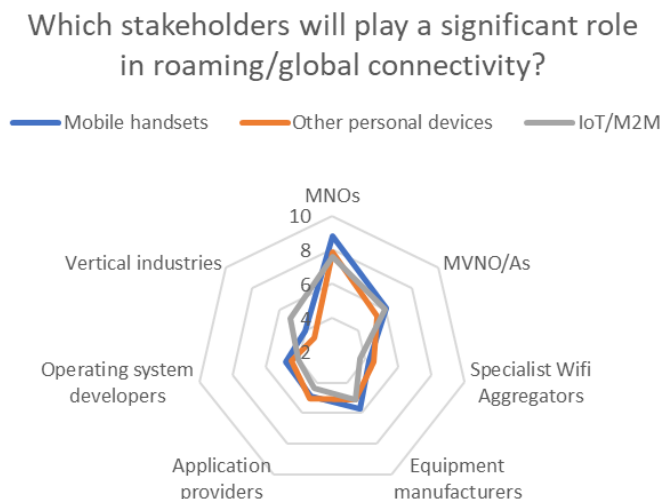 Which stakeholders will play a significant role
in roaming/global connectivity?
Mobile handsets
Other personal devices
IoT/M2M
MNOs
10
8
6
4
2
Vertical industries
MVNO/As
Operating system
developers
Specialist Wifi
Aggregators
Application
providers
Equipment
manufacturers